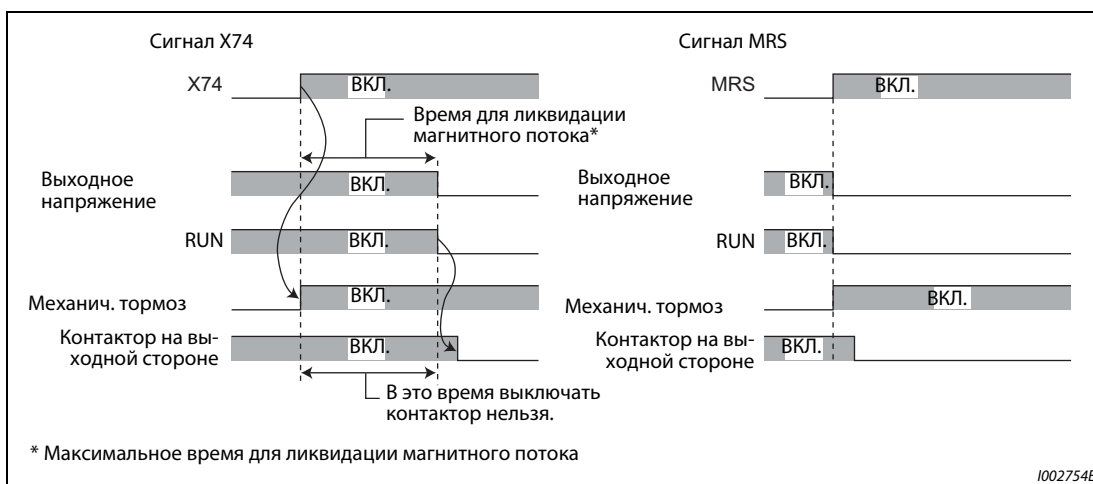 Сигнал X74
X74
ВКЛ.
Время для ликвидации
магнитного потока*
Выходное
напряжение
ВКЛ.
RUN
ВКЛ.
Механич. тормоз
ВКЛ.
Контактор на вы-
ходной стороне
ВКЛ.
В это время выключать
контактор нельзя.
Сигнал MRS
MRS
ВКЛ.
Выходное
напряжение
ВКЛ.
RUN
ВКЛ.
Механич. тормоз
ВКЛ.
Контактор на вы-
ходной стороне
ВКЛ.
* Максимальное время для ликвидации магнитного потока
I002754E